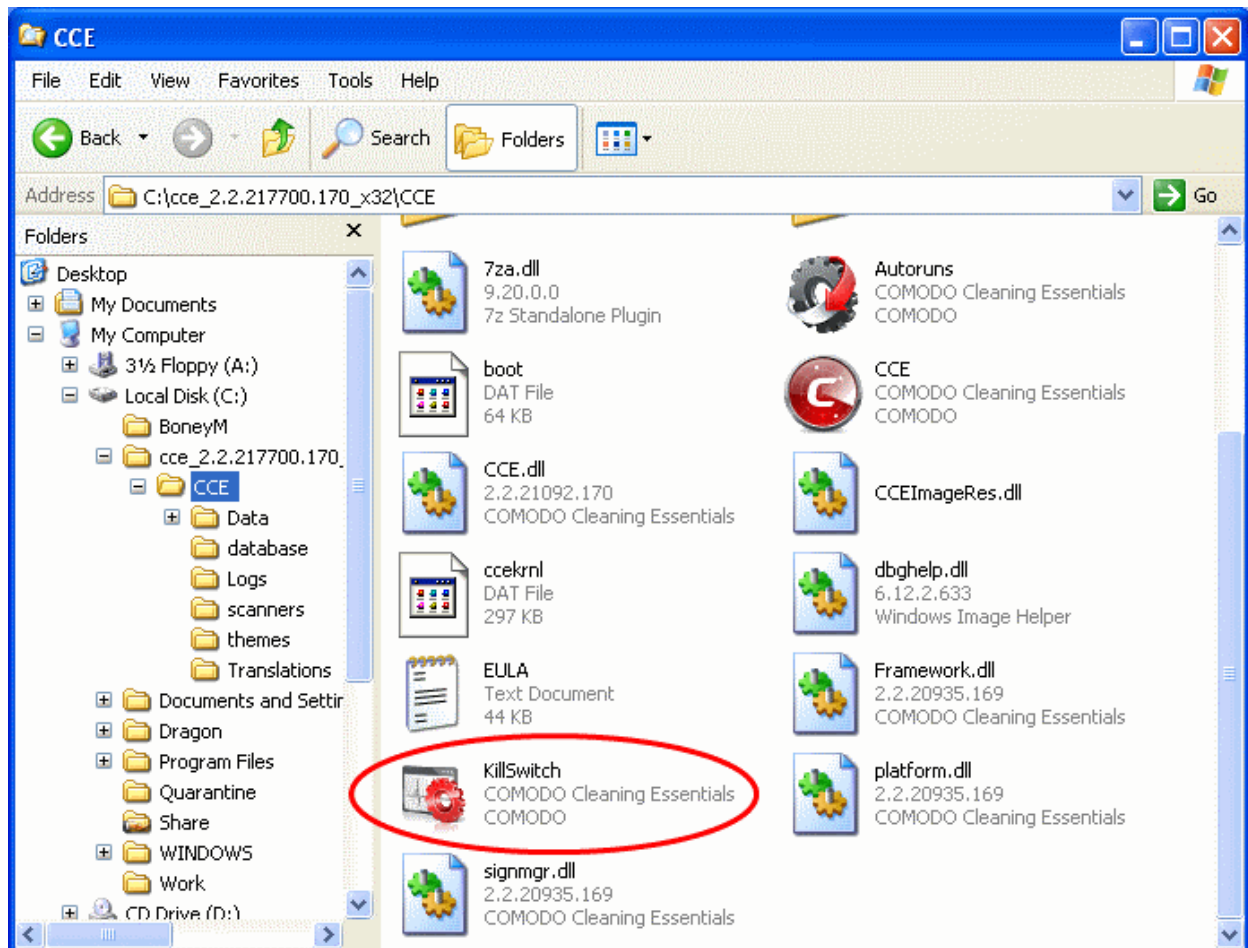 CCE
File Edit View Favorites Tools Help
Back Search Folders
Address C:\cce_2.2.217700.170_x32\CCE Go
Folders
Desktop
My Documents
My Computer
3½ Floppy (A:)
Local Disk (C:)
BoneyM
cce_2.2.217700.170_
CCE
Data
database
Logs
scanners
themes
Translations
Documents and Settin
Dragon
Program Files
Quarantine
Share
WINDOWS
Work
CD Drive (D:)
7za.dll
9.20.0.0
7z Standalone Plugin
Autoruns
COMODO Cleaning Essentials
COMODO
boot
DAT File
64 KB
CCE
COMODO Cleaning Essentials
COMODO
CCE.dll
2.2.21092.170
COMODO Cleaning Essentials
CCEImageRes.dll
ccekrnl
DAT File
297 KB
dbghelp.dll
6.12.2.633
Windows Image Helper
EULA
Text Document
44 KB
Framework.dll
2.2.20935.169
COMODO Cleaning Essentials
KillSwitch
COMODO Cleaning Essentials
COMODO
platform.dll
2.2.20935.169
COMODO Cleaning Essentials
signmgr.dll
2.2.20935.169
COMODO Cleaning Essentials